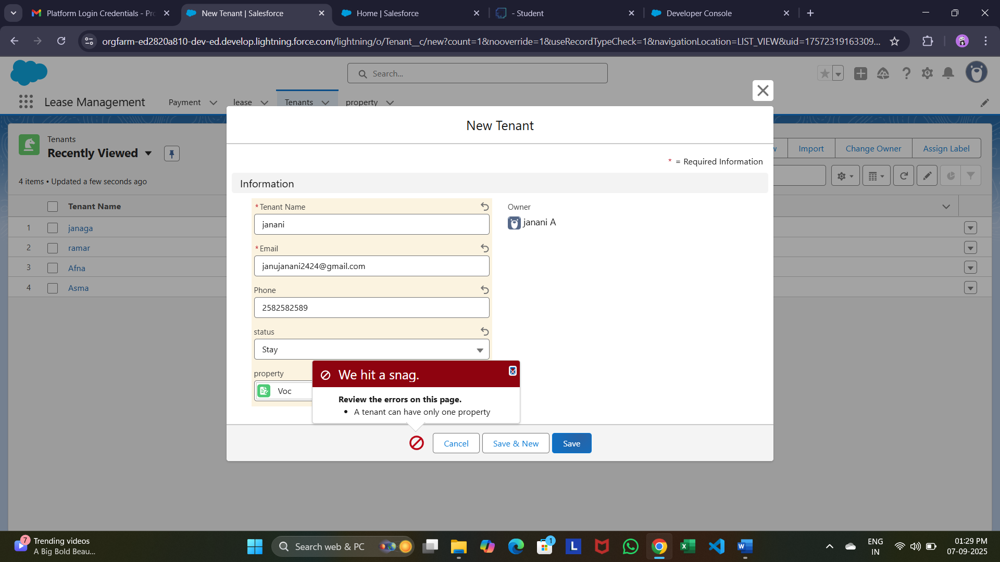 Platform Login Credentials - Pro
New Tenant | Salesforce
Home | Salesforce
- Student
Developer Console
orgfarm-ed2820a810-dev-ed.develop.lightning.force.com/lightning/o/Tenant__c/new?count=1&nooverride=1&useRecordTypeCheck=1&navigationLocation=LIST_VIEW&uid=17572319163309...
Search...
Lease Management
Payment
lease
Tenants
property
New Tenant
Tenants
Recently Viewed
Import
Change Owner
Assign Label
* = Required Information
4 items • Updated a few seconds ago
Information
Tenant Name
1 janaga
2 ramar
3 Afna
4 Asma
*Tenant Name
janani
Owner
janani A
*Email
janujanani2424@gmail.com
Phone
2582582589
status
Stay
property
Voc
We hit a snag.
Review the errors on this page.
• A tenant can have only one property
Cancel
Save & New
Save
7
Trending videos
A Big Bold Beau...
Search web & PC
1
L
X
W
ENG
IN
01:29 PM
07-09-2025